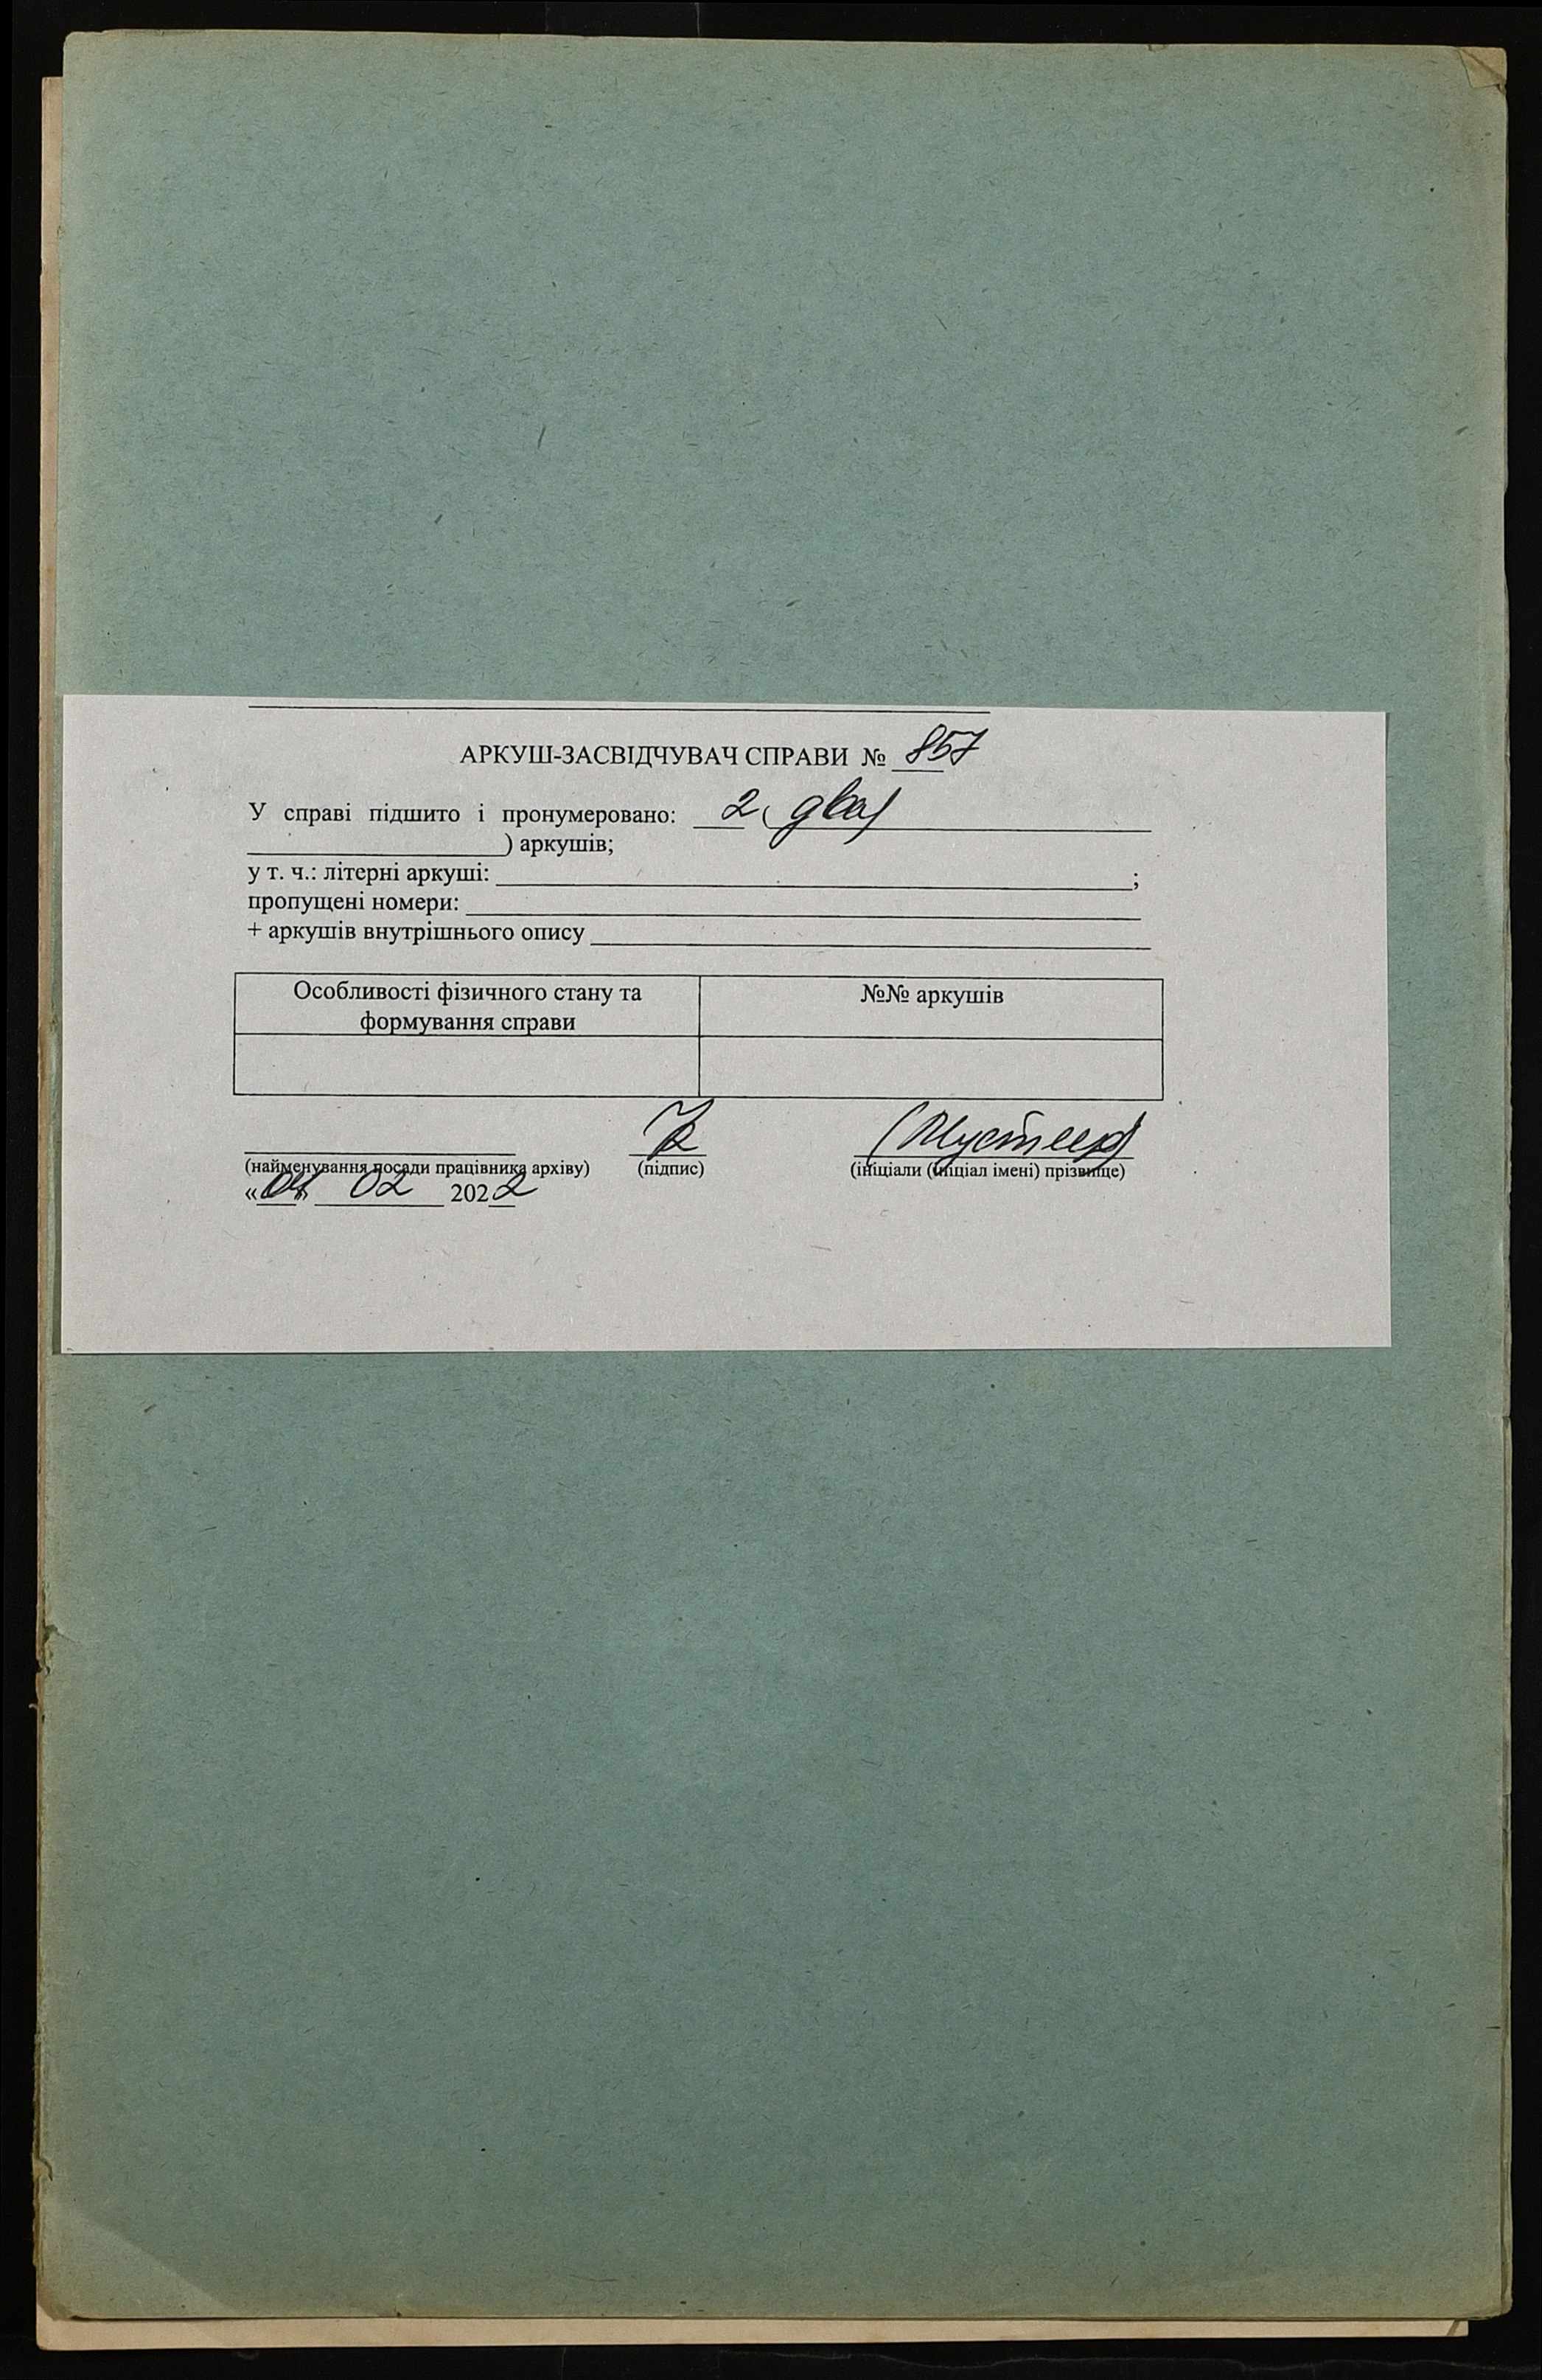 АРКУШ-ЗАСВІДЧУВАЧ СПРАВИ № 857
У справі підшито і пронумеровано: 2 (два)
) аркушів;
у т. ч.: літерні аркуші: ;
пропущені номери:
+ аркушів внутрішнього опису
Особливості фізичного стану та
формування справи
№№ аркушів
(найменування посади працівника архіву) (підпис) (ініціали (ініціал імені) прізвище)
« » 02 2022